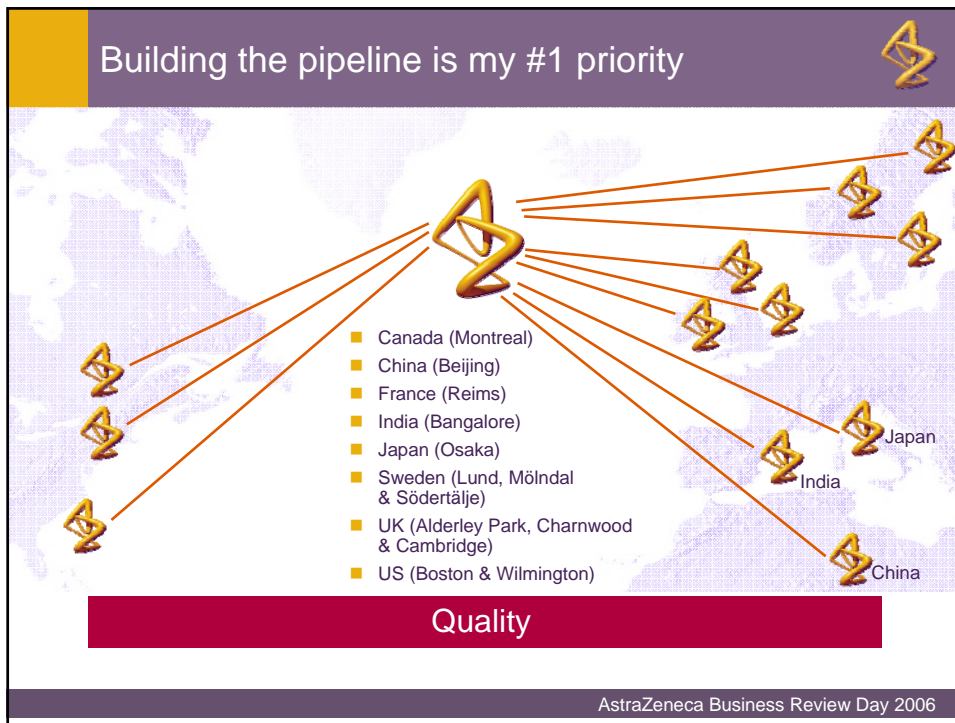 Building the pipeline is my #1 priority
Canada (Montreal)
China (Beijing)
France (Reims)
India (Bangalore)
Japan (Osaka)
Sweden (Lund, Mölndal
& Södertälje)
UK (Alderley Park, Charnwood
& Cambridge)
US (Boston & Wilmington)
Japan
India
China
Quality
AstraZeneca Business Review Day 2006